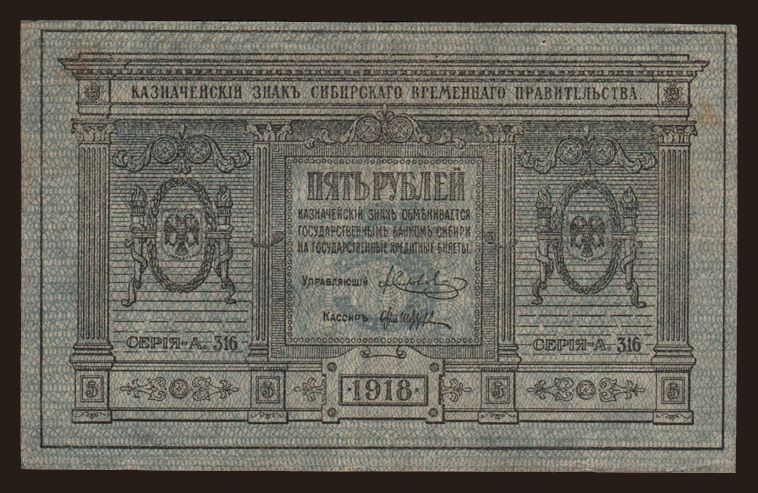 КАЗНАЧЕЙСКІЙ ЗНАКЪ СИБИРСКАГО ВРЕМЕННАГО ПРАВИТЕЛЬСТВА
ПЯТЬ РУБЛЕЙ
КАЗНАЧЕЙСКІЙ ЗНАКЪ ОБМѢНИВАЕТСЯ
ГОСУДАРСТВЕННЫМЪ БАНКОМЪ СИБИРИ
НА ГОСУДАРСТВЕННЫЕ КРЕДИТНЫЕ БИЛЕТЫ.
УПРАВЛЯЮЩІЙ
КАССИРЪ
СЕРІЯ-А. 316
СЕРІЯ-А. 316
5 5 ·1918· 5 5